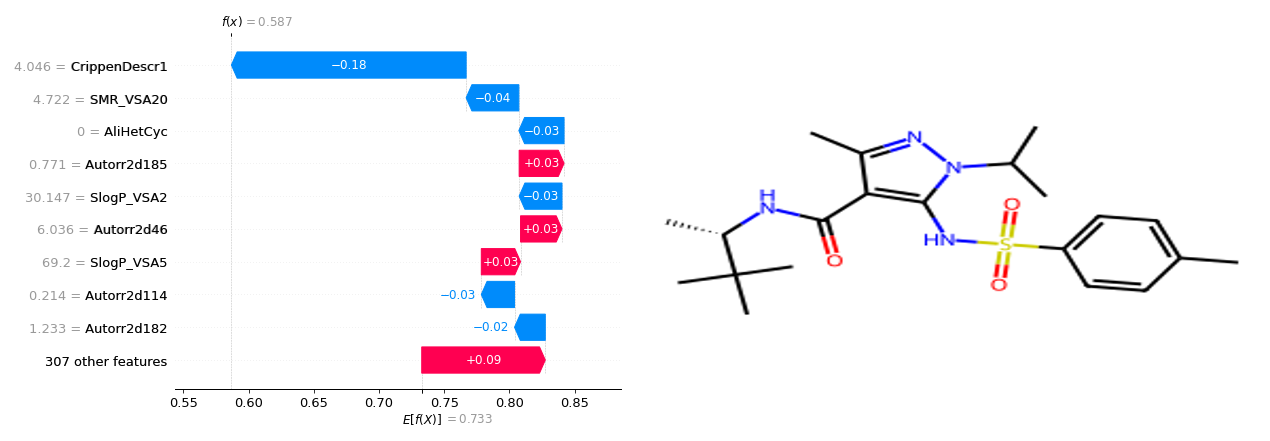 f(x) = 0.587
4.046 = CrippenDescr1
−0.18
4.722 = SMR_VSA20
−0.04
0 = AliHetCyc
−0.03
0.771 = Autorr2d185
+0.03
30.147 = SlogP_VSA2
−0.03
6.036 = Autorr2d46
+0.03
69.2 = SlogP_VSA5
+0.03
0.214 = Autorr2d114
−0.03
1.233 = Autorr2d182
−0.02
307 other features
+0.09
0.55 0.60 0.65 0.70 0.75 0.80 0.85
E[f(X)] = 0.733
N
N
H
N
O
HN
O
S
O